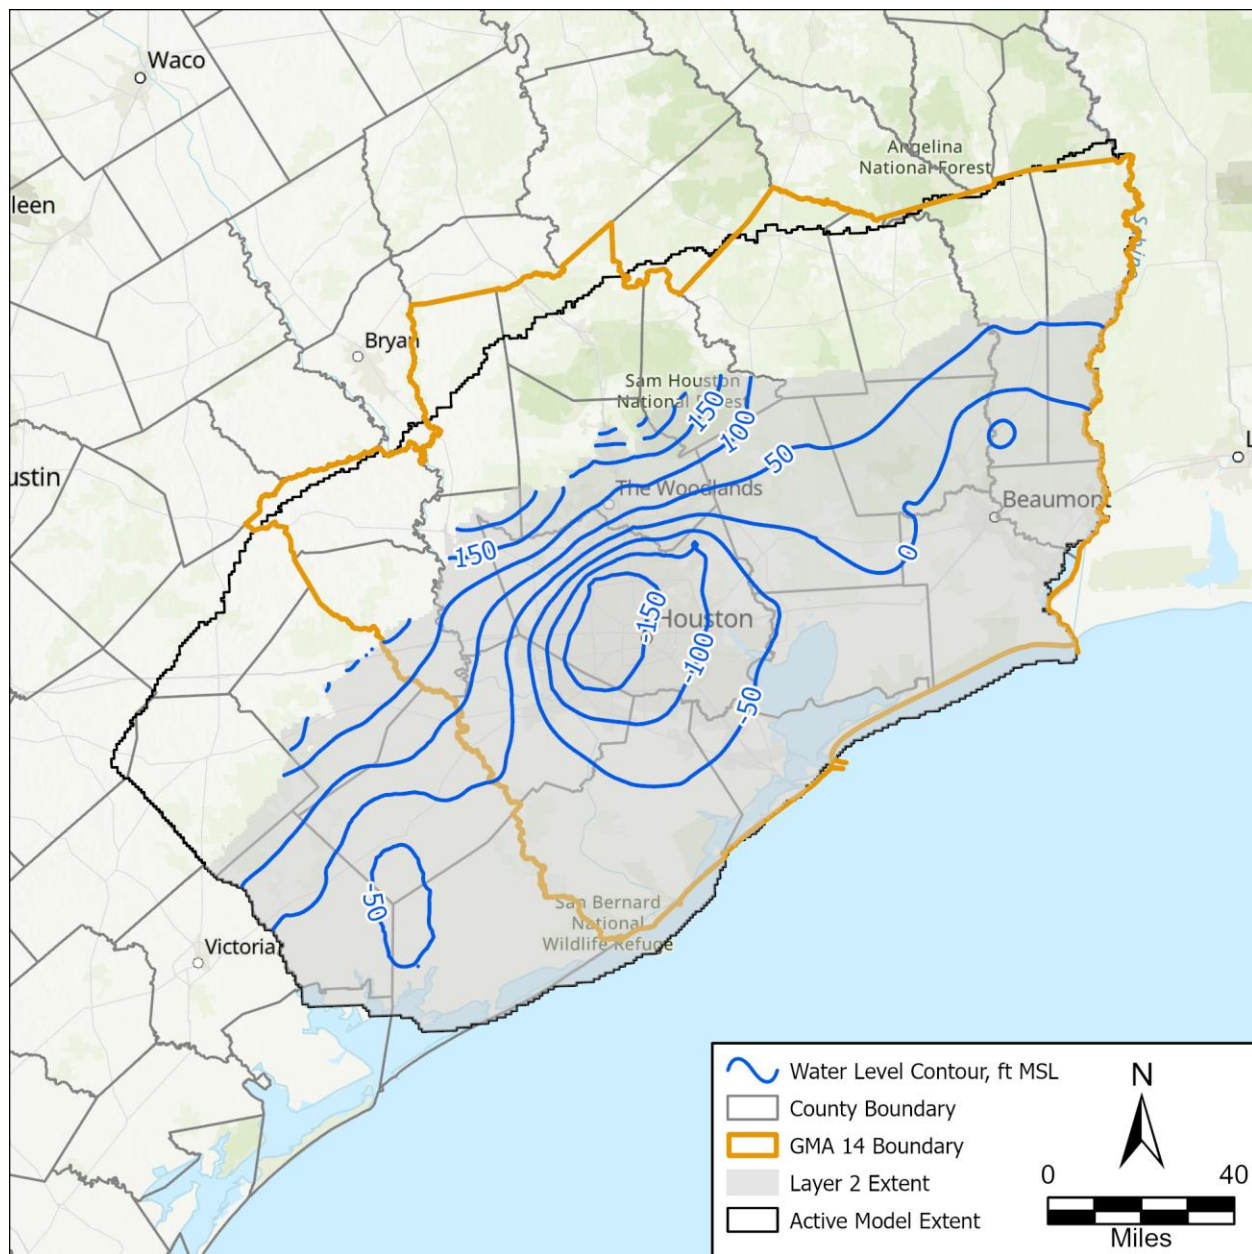 Waco
Angelina
National Forest
leen
Bryan
Sam Houston
National Forest
150
100
50
ustin
L
The Woodlands
Beaumon
150
0
Houston
-150
-100
-50
-50
San Bernard
National
Wildlife Refuge
Victoria
Water Level Contour, ft MSL
County Boundary
GMA 14 Boundary
Layer 2 Extent
Active Model Extent
N
0 40
Miles